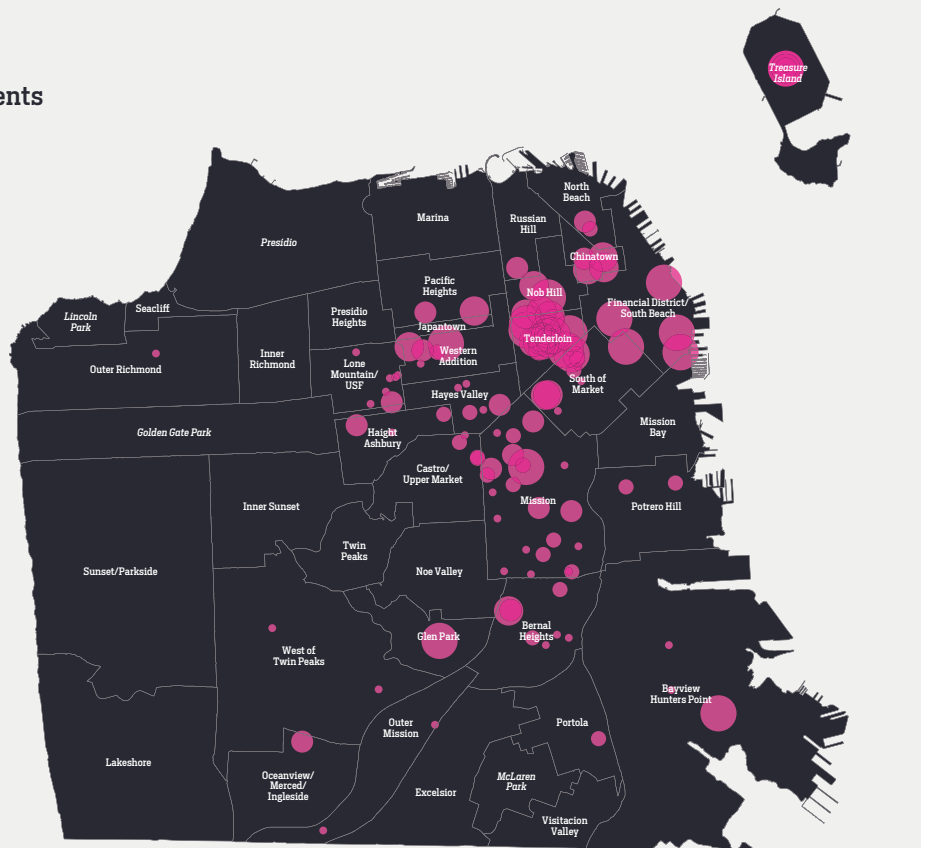 ents
Treasure
Island
North
Beach
Marina
Russian
Hill
Presidio
Chinatown
Pacific
Heights
Nob Hill
Seacliff
Lincoln
Park
Presidio
Heights
Financial District/
South Beach
Japantown
Tenderloin
Inner
Richmond
Western
Addition
Outer Richmond
Lone
Mountain/
USF
South of
Market
Hayes Valley
Golden Gate Park
Haight
Ashbury
Mission
Bay
Castro/
Upper Market
Inner Sunset
Mission
Potrero Hill
Twin
Peaks
Sunset/Parkside
Noe Valley
Glen Park
Bernal
Heights
West of
Twin Peaks
Bayview
Hunters Point
Outer
Mission
Portola
Lakeshore
Oceanview/
Merced/
Ingleside
McLaren
Park
Excelsior
Visitacion
Valley